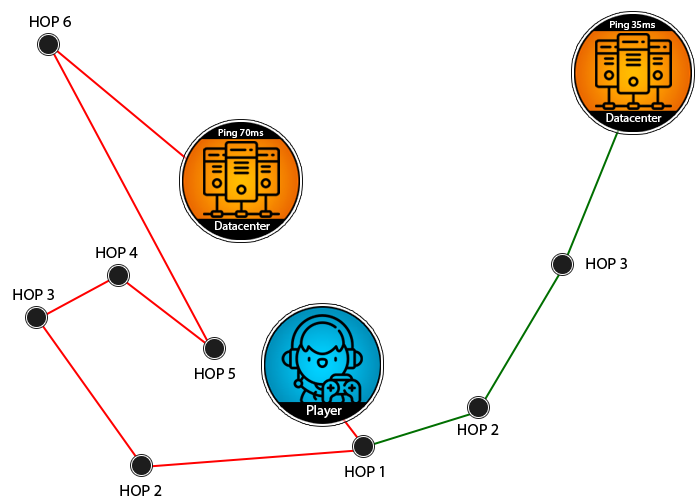 HOP 6
Ping 35ms
Datacenter
Ping 70ms
Datacenter
HOP 4
HOP 3
HOP 3
HOP 5
Player
HOP 2
HOP 1
HOP 2